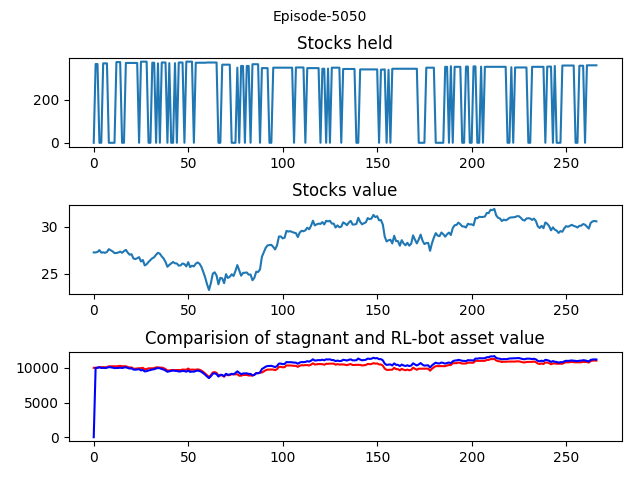 Episode-5050
Stocks held
200
0
0 50 100 150 200 250
Stocks value
30
25
0 50 100 150 200 250
Comparision of stagnant and RL-bot asset value
10000
5000
0
0 50 100 150 200 250